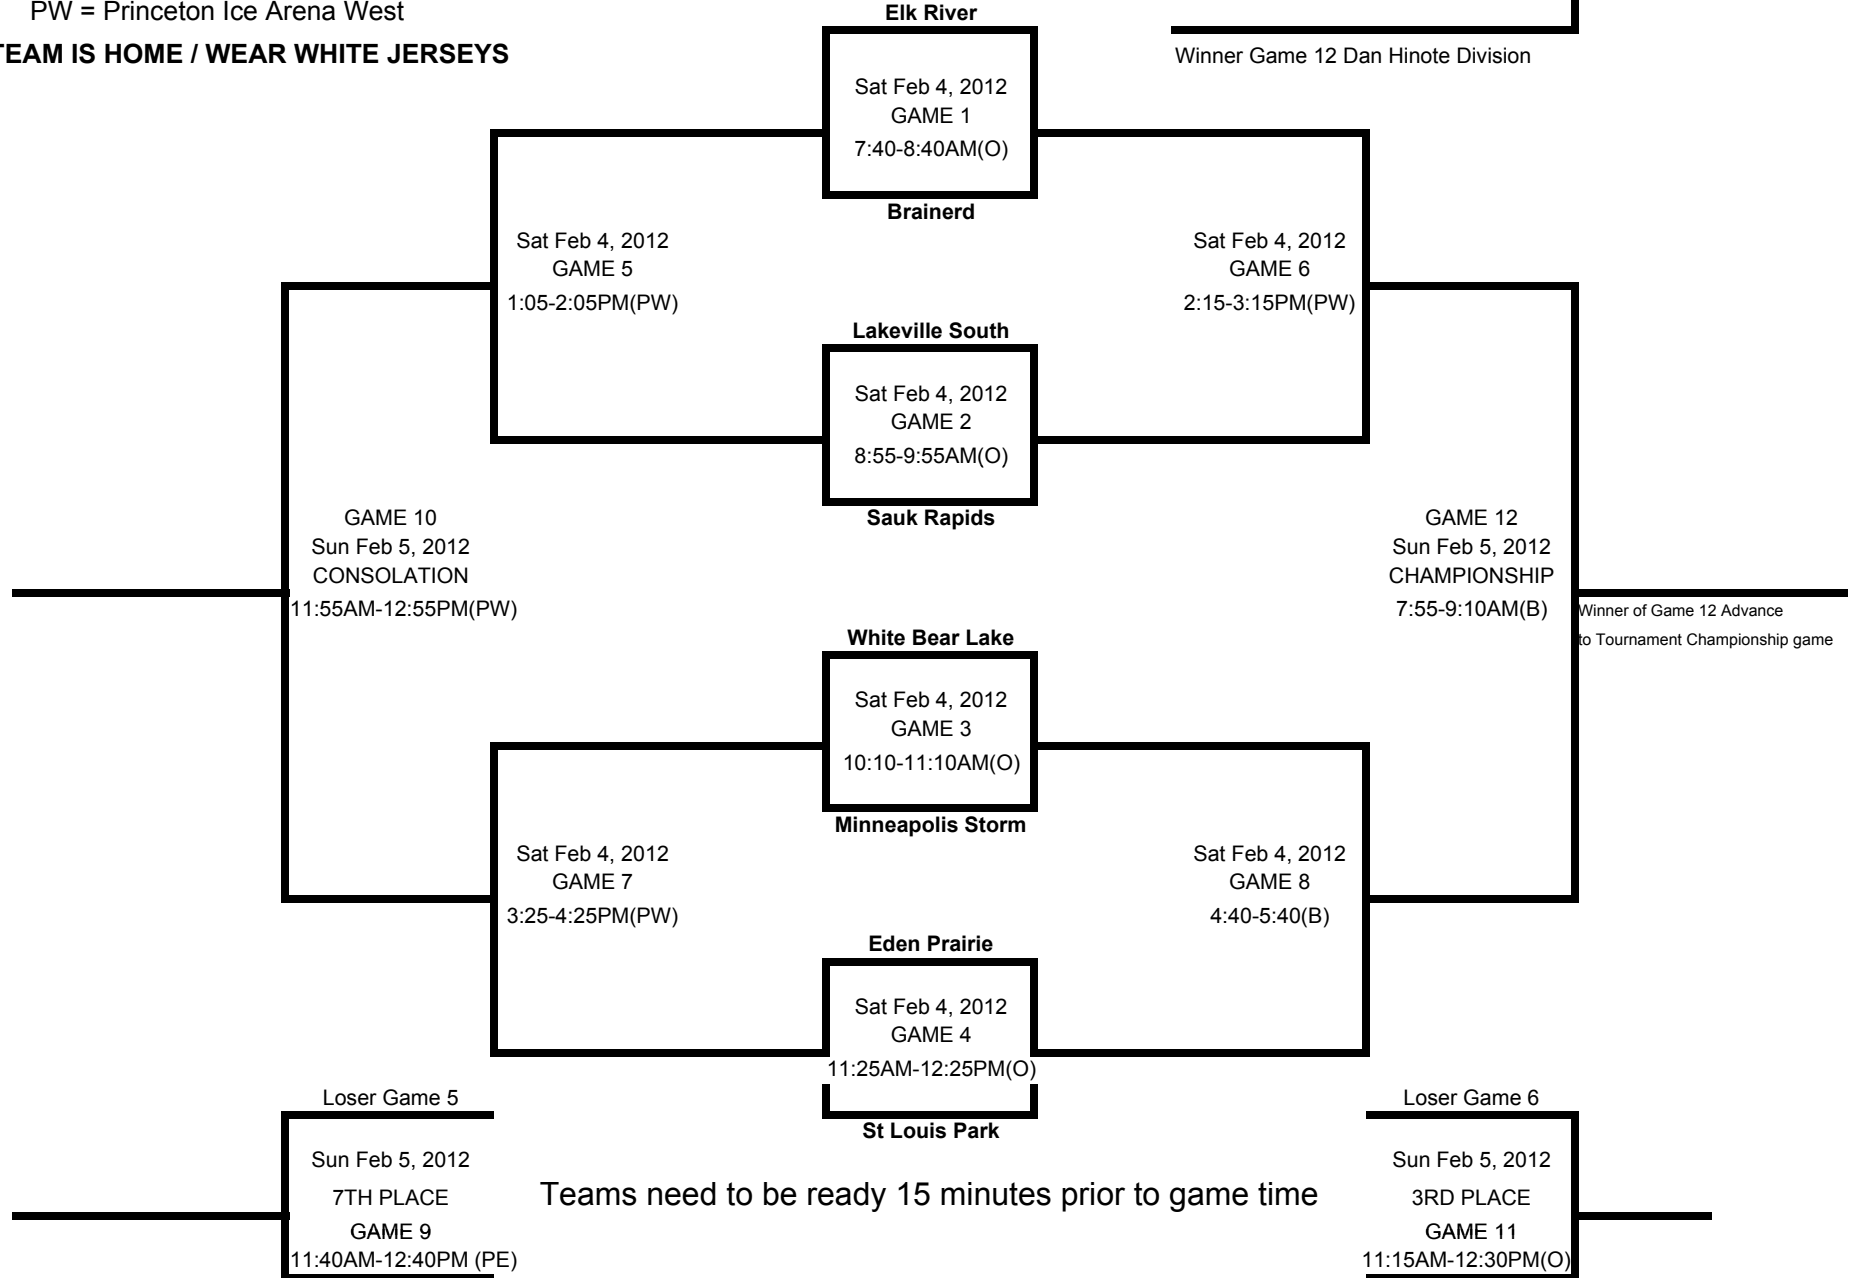 PW = Princeton Ice Arena West
TEAM IS HOME / WEAR WHITE JERSEYS
Elk River
Winner Game 12 Dan Hinote Division
Sat Feb 4, 2012
GAME 1
7:40-8:40AM(O)
Brainerd
Sat Feb 4, 2012
GAME 5
1:05-2:05PM(PW)
Sat Feb 4, 2012
GAME 6
2:15-3:15PM(PW)
Lakeville South
Sat Feb 4, 2012
GAME 2
8:55-9:55AM(O)
Sauk Rapids
GAME 10
Sun Feb 5, 2012
CONSOLATION
11:55AM-12:55PM(PW)
GAME 12
Sun Feb 5, 2012
CHAMPIONSHIP
7:55-9:10AM(B)
Winner of Game 12 Advance
to Tournament Championship game
White Bear Lake
Sat Feb 4, 2012
GAME 3
10:10-11:10AM(O)
Minneapolis Storm
Sat Feb 4, 2012
GAME 7
3:25-4:25PM(PW)
Sat Feb 4, 2012
GAME 8
4:40-5:40(B)
Eden Prairie
Sat Feb 4, 2012
GAME 4
11:25AM-12:25PM(O)
St Louis Park
Loser Game 5
Sun Feb 5, 2012
7TH PLACE
GAME 9
11:40AM-12:40PM (PE)
Teams need to be ready 15 minutes prior to game time
Loser Game 6
Sun Feb 5, 2012
3RD PLACE
GAME 11
11:15AM-12:30PM(O)